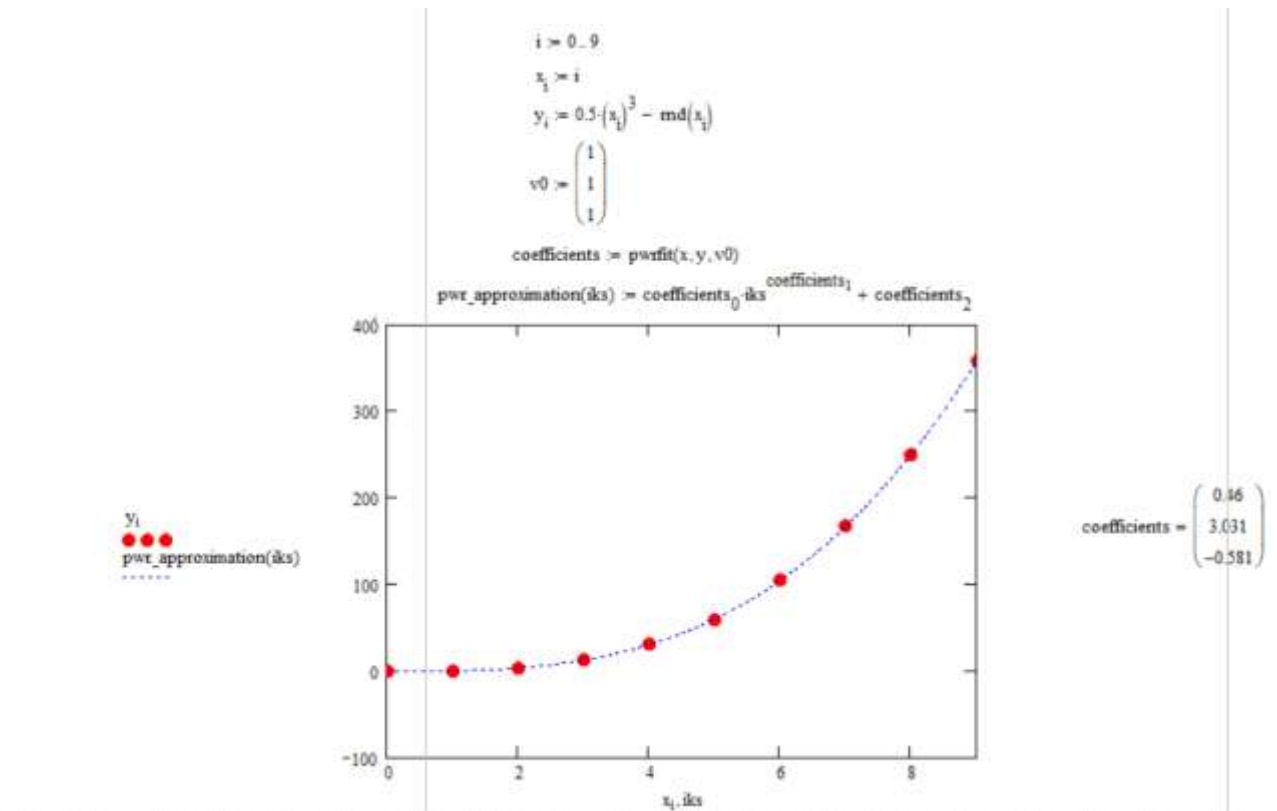 i := 0..9
x_i := i
y_i := 0.5·(x_i)^3 − rnd(x_i)
v0 := (1 1 1)
coefficients := pwrfit(x, y, v0)
pwr_approximation(iks) := coefficients_0·iks^coefficients_1 + coefficients_2
400
300
200
100
0
−100
0 2 4 6 8
x_i, iks
y_i
pwr_approximation(iks)
coefficients = (0.46 3.031 −0.581)